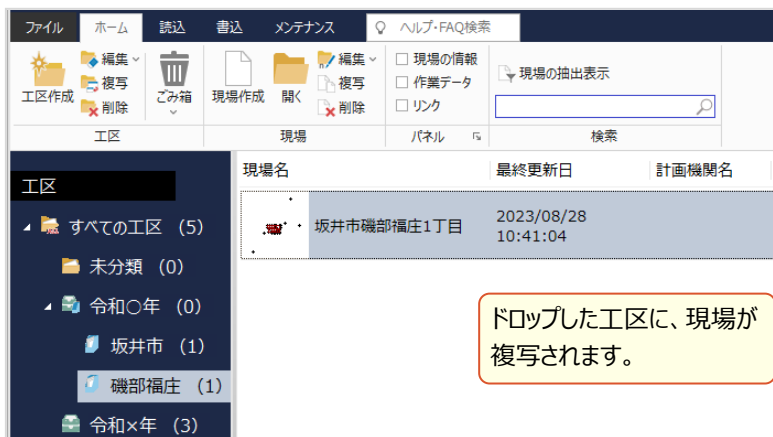 ファイル ホーム 読込 書込 メンテナンス ヘルプ・FAQ検索
工区作成 編集 複写 削除 ごみ箱 現場作成 開く 編集 複写 削除
□ 現場の情報
□ 作業データ
□ リンク
現場の抽出表示
工区 現場 パネル 検索
工区
すべての工区 (5)
未分類 (0)
令和○年 (0)
坂井市 (1)
磯部福庄 (1)
令和×年 (3)
現場名 最終更新日 計画機関名
坂井市磯部福庄1丁目 2023/08/28
10:41:04
ドロップした工区に、現場が
複写されます。